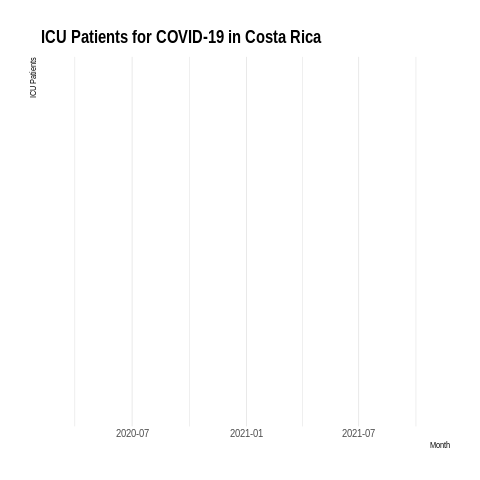 ICU Patients for COVID-19 in Costa Rica
ICU Patients
2020-07 2021-01 2021-07
Month